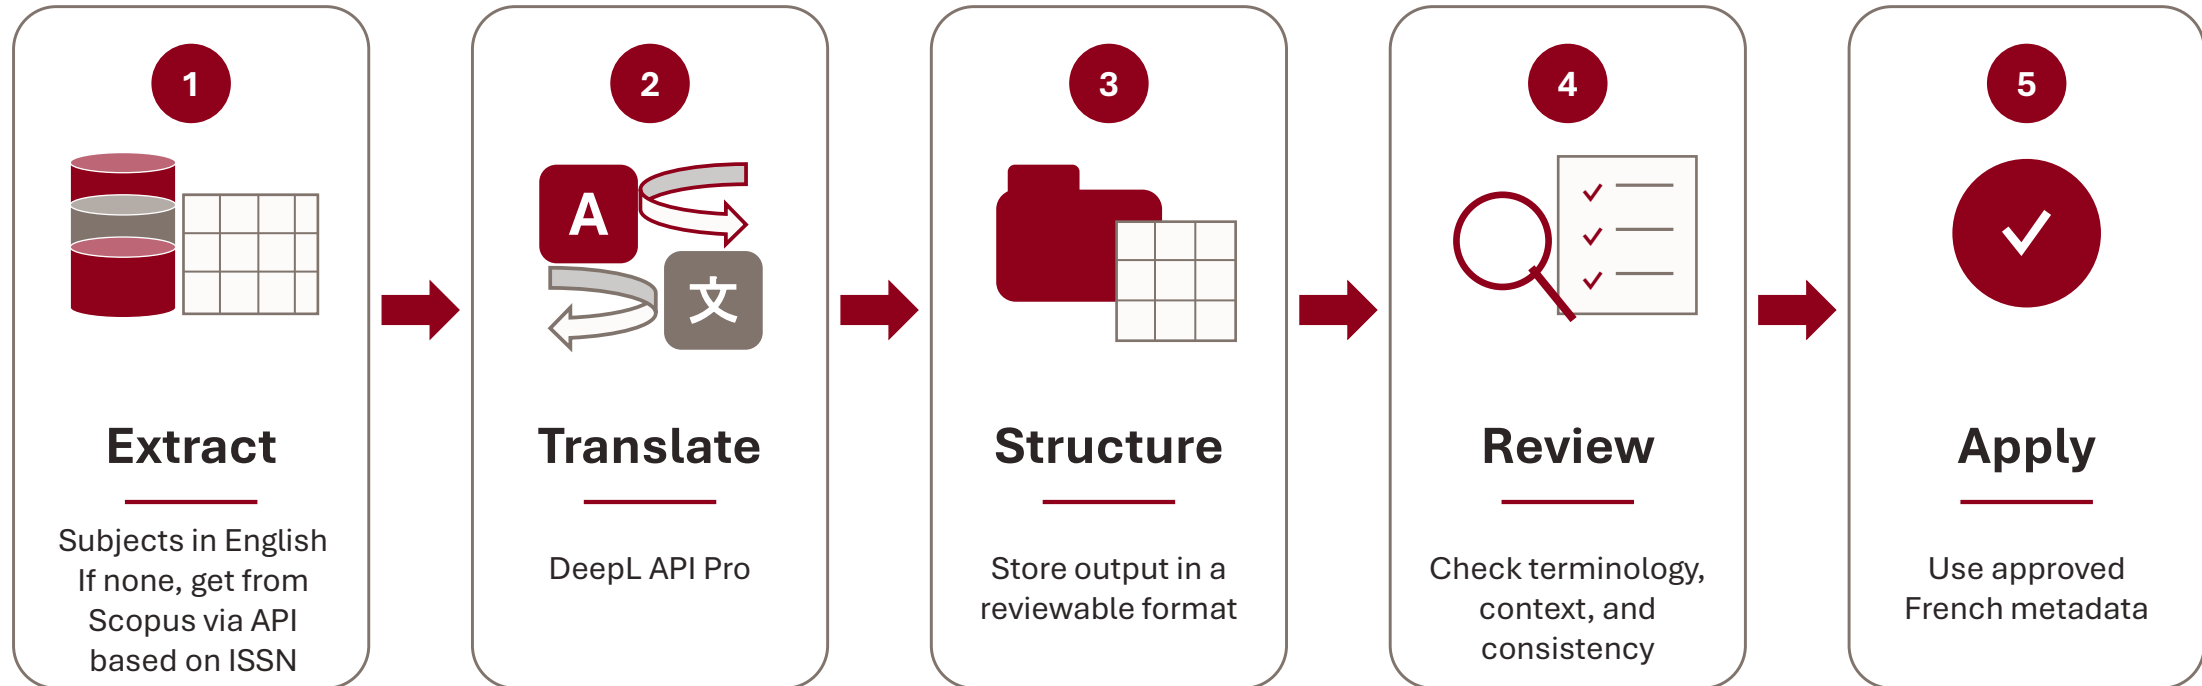 1
2
3
4
5
A
文
Extract
Subjects in English
If none, get from
Scopus via API
based on ISSN
Translate
DeepL API Pro
Structure
Store output in a
reviewable format
Review
Check terminology,
context, and
consistency
Apply
Use approved
French metadata